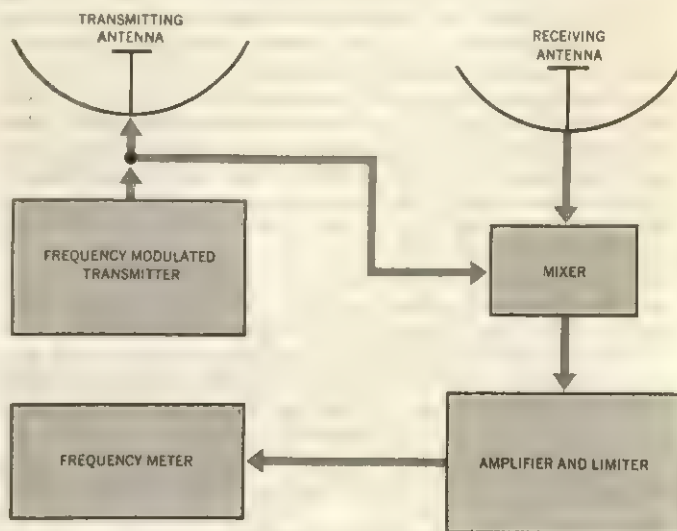 TRANSMITTING
ANTENNA
RECEIVING
ANTENNA
FREQUENCY MODULATED
TRANSMITTER
MIXER
FREQUENCY METER
AMPLIFIER AND LIMITER